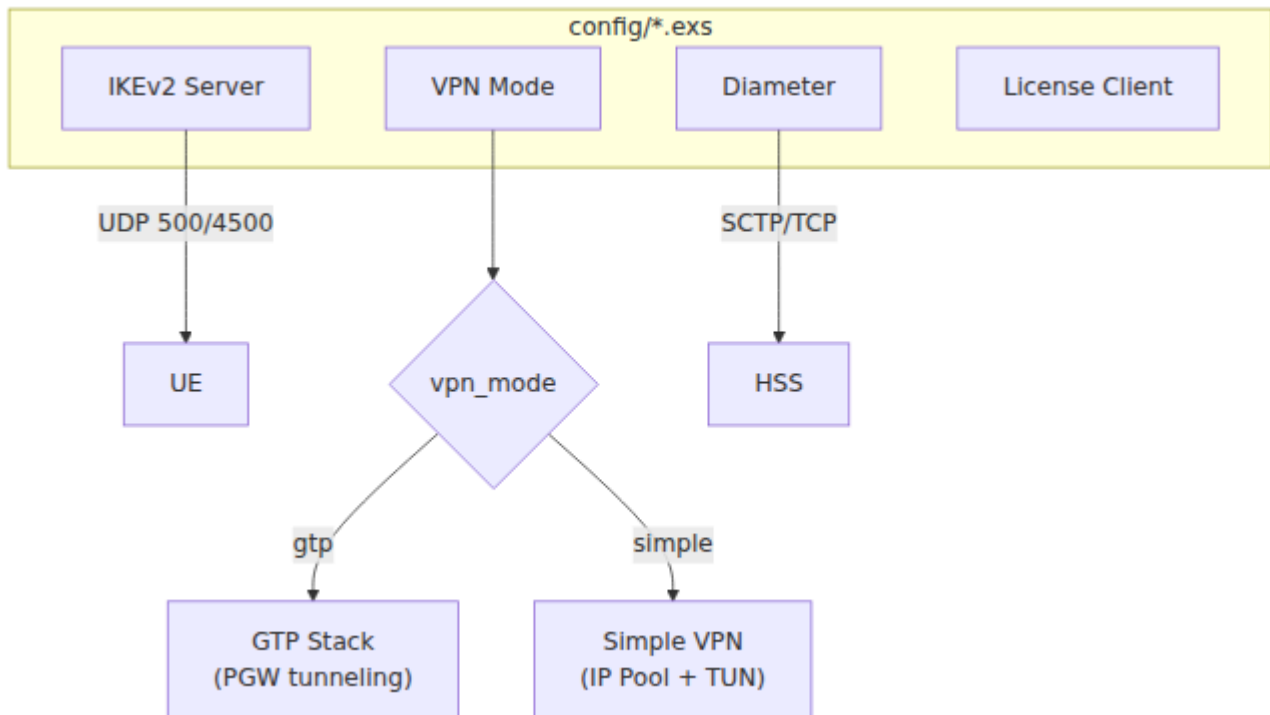 config/*.exs
IKEv2 Server
VPN Mode
Diameter
License Client
UDP 500/4500
SCTP/TCP
UE
vpn_mode
HSS
gtp
simple
GTP Stack
(PGW tunneling)
Simple VPN
(IP Pool + TUN)